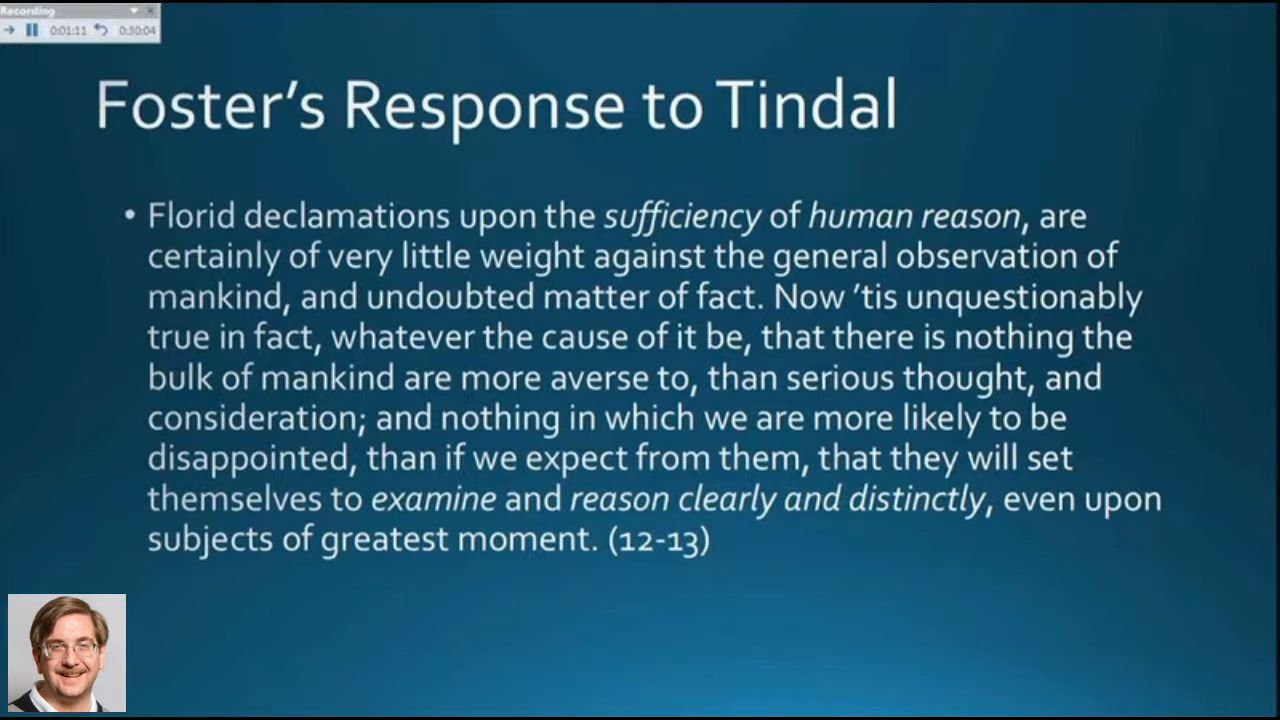 Recording
0:01:11 0:30:04
Foster’s Response to Tindal
• Florid declamations upon the sufficiency of human reason, are
certainly of very little weight against the general observation of
mankind, and undoubted matter of fact. Now ’tis unquestionably
true in fact, whatever the cause of it be, that there is nothing the
bulk of mankind are more averse to, than serious thought, and
consideration; and nothing in which we are more likely to be
disappointed, than if we expect from them, that they will set
themselves to examine and reason clearly and distinctly, even upon
subjects of greatest moment. (12-13)